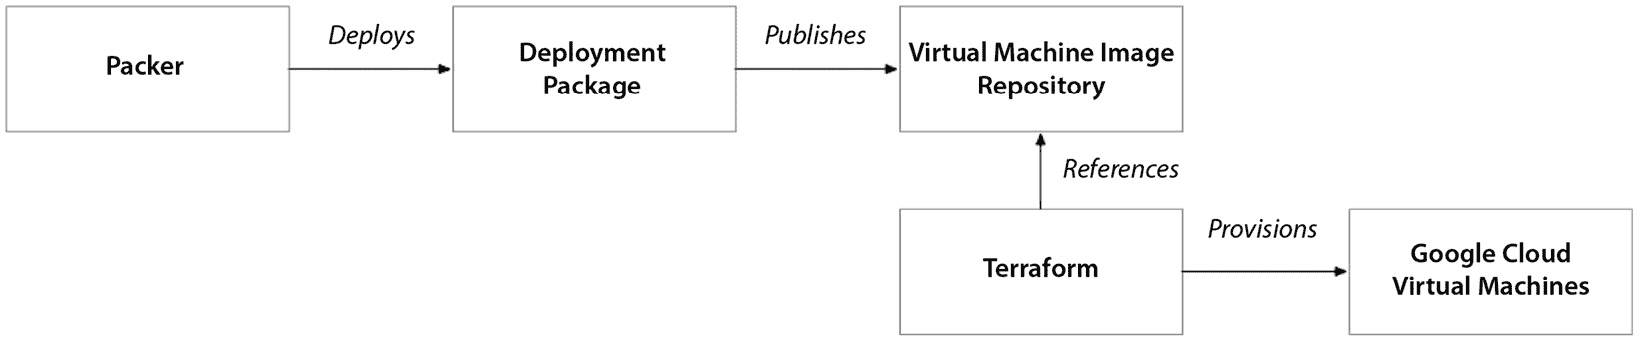 Deploys
Publishes
Packer
Deployment
Package
Virtual Machine Image
Repository
References
Provisions
Terraform
Google Cloud
Virtual Machines